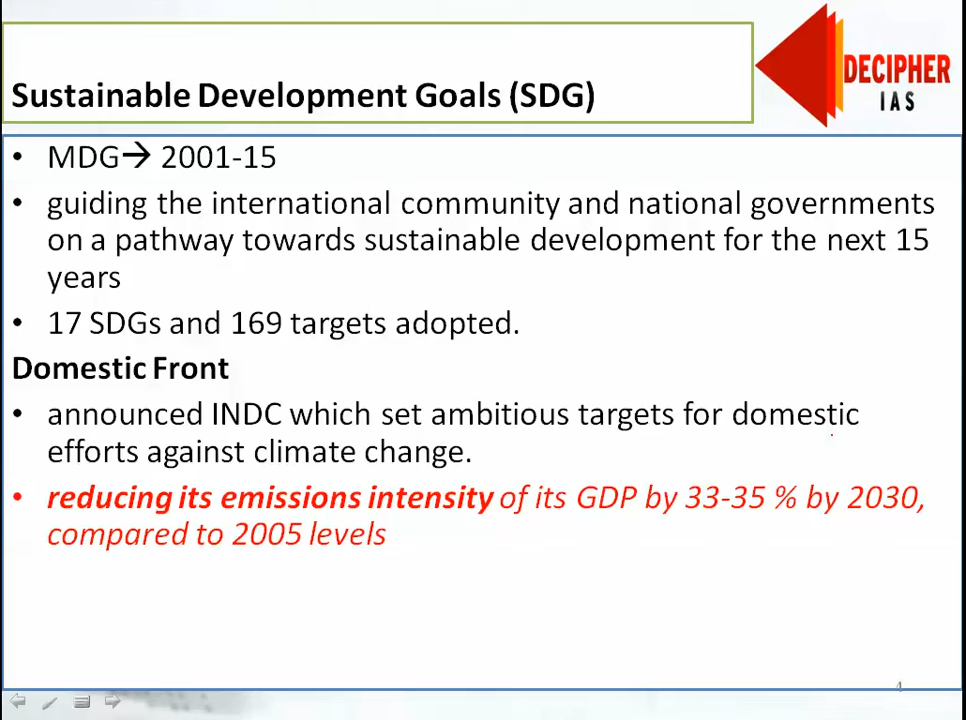 Sustainable Development Goals (SDG)
DECIPHER
IAS
• MDG→ 2001-15
• guiding the international community and national governments
on a pathway towards sustainable development for the next 15
years
• 17 SDGs and 169 targets adopted.
Domestic Front
• announced INDC which set ambitious targets for domestic
efforts against climate change.
• reducing its emissions intensity of its GDP by 33-35 % by 2030,
compared to 2005 levels
4